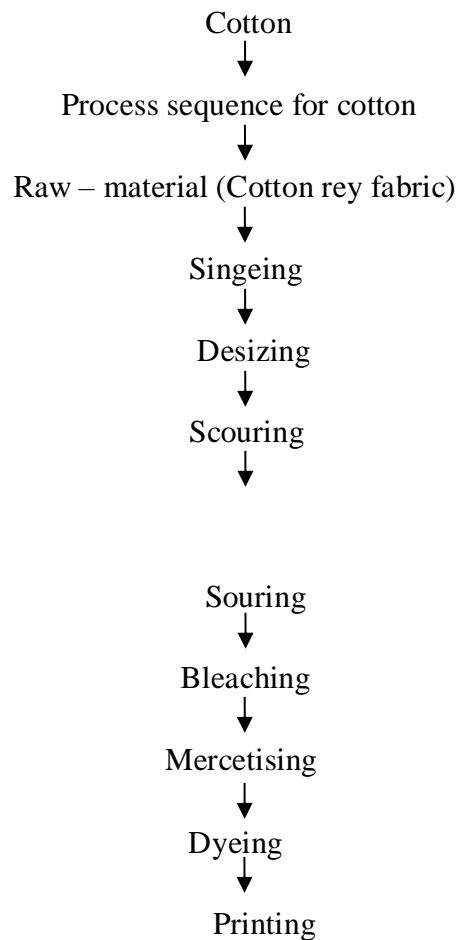 Cotton
Process sequence for cotton
Raw – material (Cotton rey fabric)
Singeing
Desizing
Scouring
Souring
Bleaching
Mercetising
Dyeing
Printing